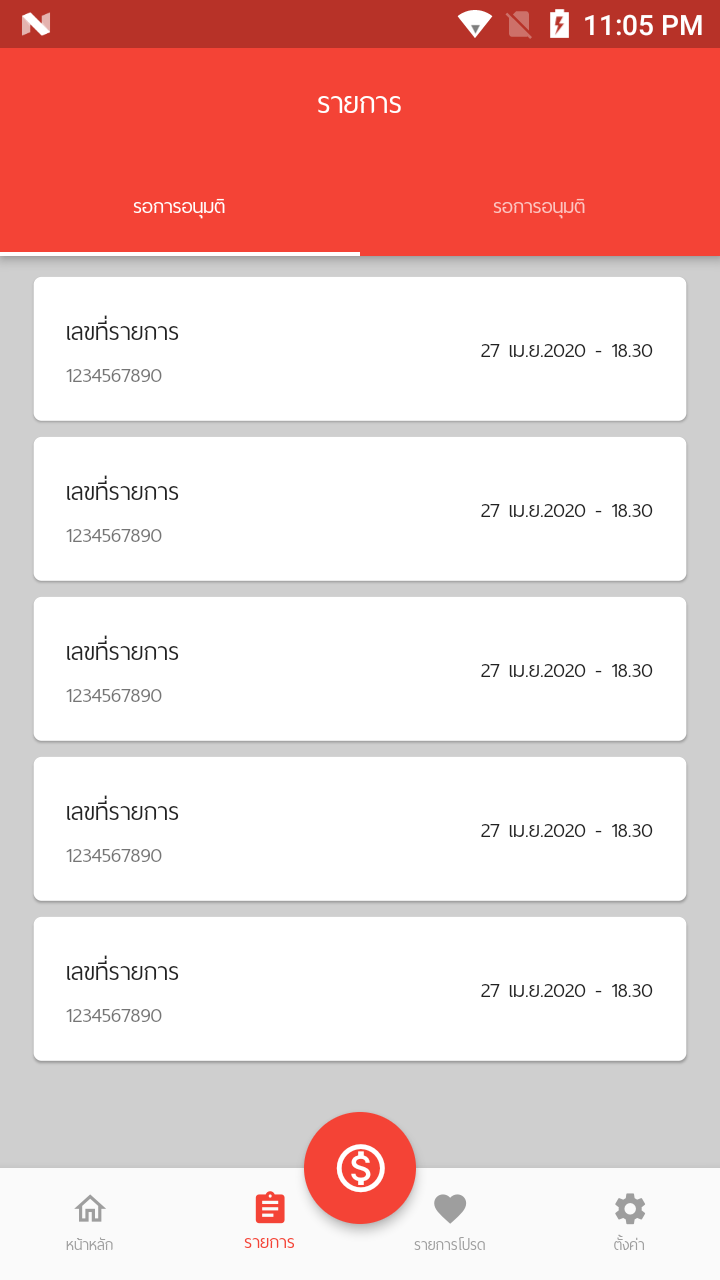 11:05 PM
รายการ
รอการอนุมติ
รอการอนุมติ
เลขที่รายการ
27 เม.ย.2020 - 18.30
1234567890
เลขที่รายการ
27 เม.ย.2020 - 18.30
1234567890
เลขที่รายการ
27 เม.ย.2020 - 18.30
1234567890
เลขที่รายการ
27 เม.ย.2020 - 18.30
1234567890
เลขที่รายการ
27 เม.ย.2020 - 18.30
1234567890
หน้าหลัก
รายการ
รายการโปรด
ตั้งค่า